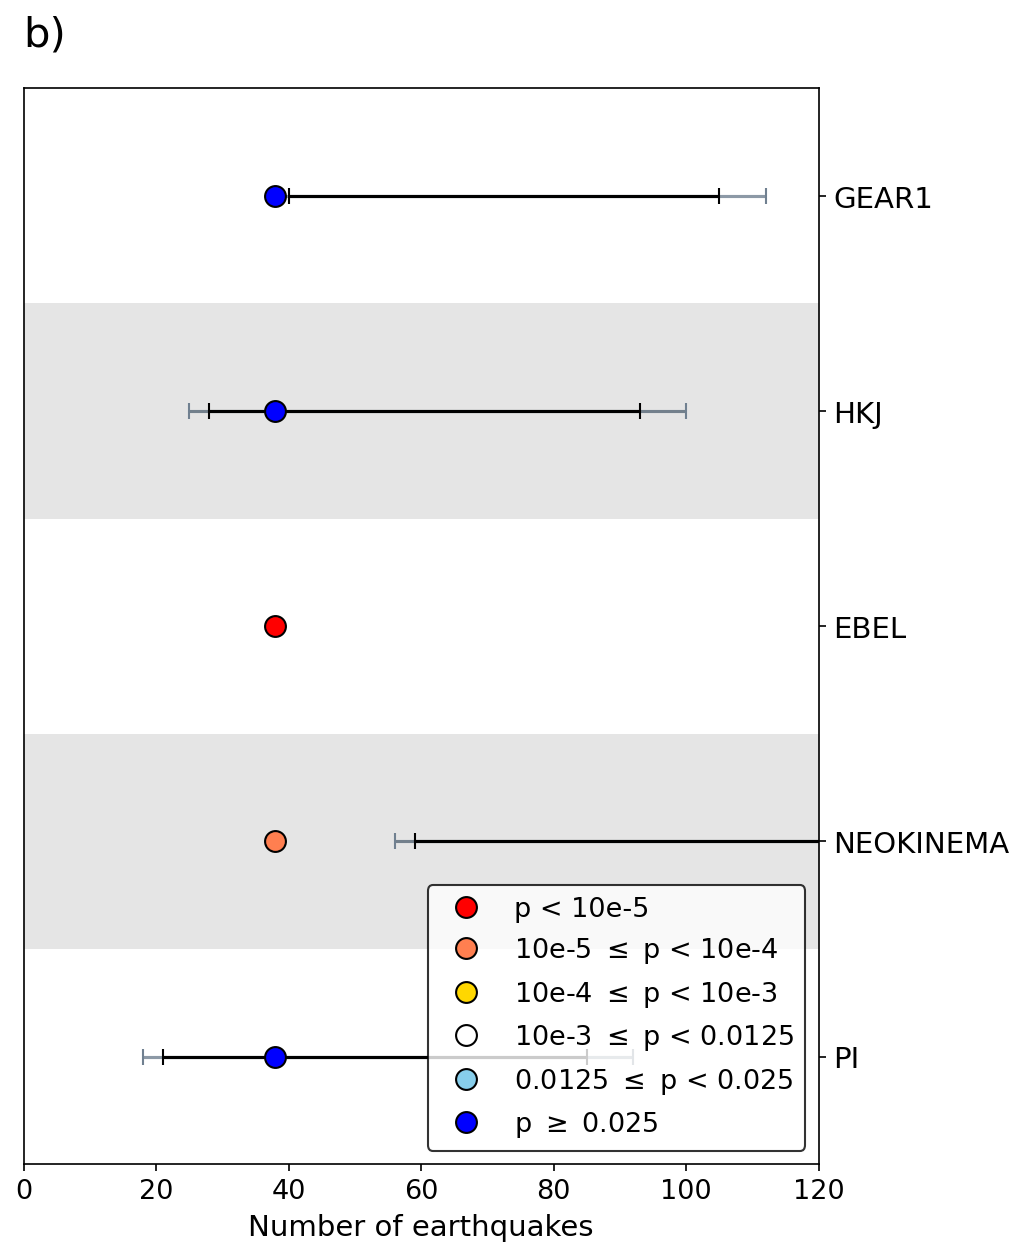 b)
GEAR1
HKJ
EBEL
NEOKINEMA
PI
p < 10e-5
10e-5 ≤ p < 10e-4
10e-4 ≤ p < 10e-3
10e-3 ≤ p < 0.0125
0.0125 ≤ p < 0.025
p ≥ 0.025
0 20 40 60 80 100 120
Number of earthquakes